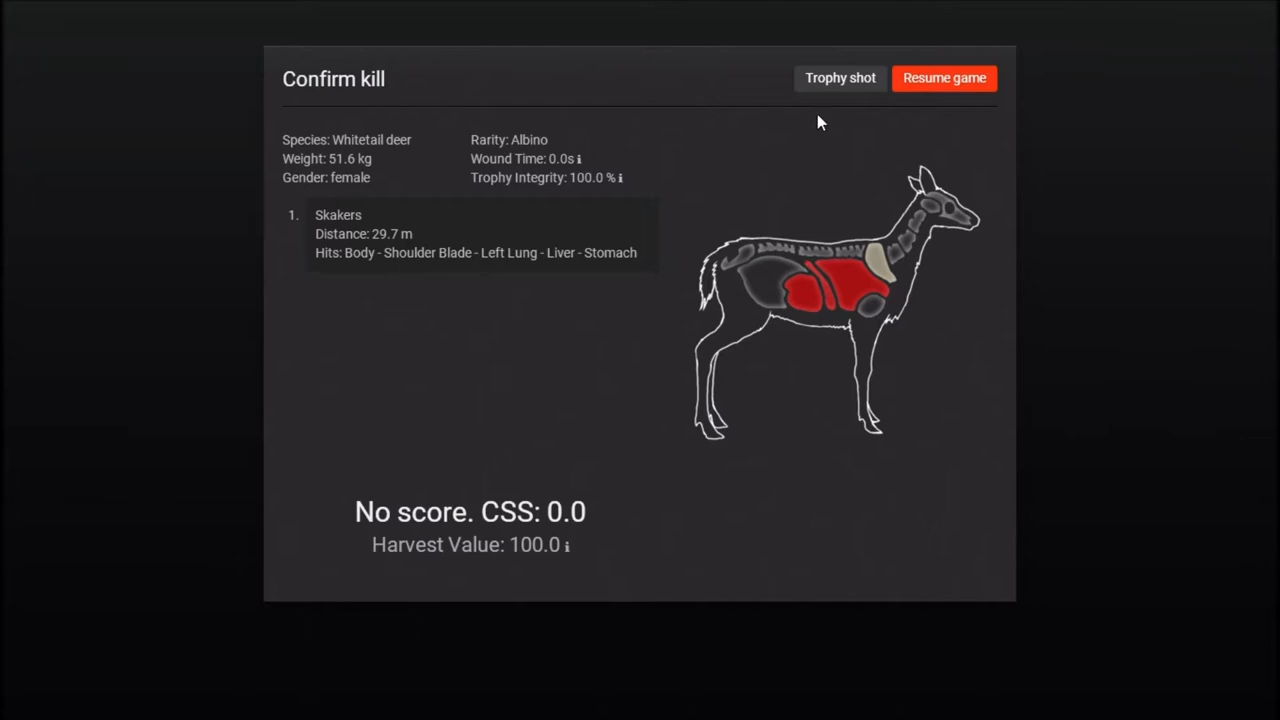 Confirm kill
Trophy shot
Resume game
Species: Whitetail deer
Weight: 51.6 kg
Gender: female
Rarity: Albino
Wound Time: 0.0s i
Trophy Integrity: 100.0 % i
1. Skakers
Distance: 29.7 m
Hits: Body - Shoulder Blade - Left Lung - Liver - Stomach
No score. CSS: 0.0
Harvest Value: 100.0 i